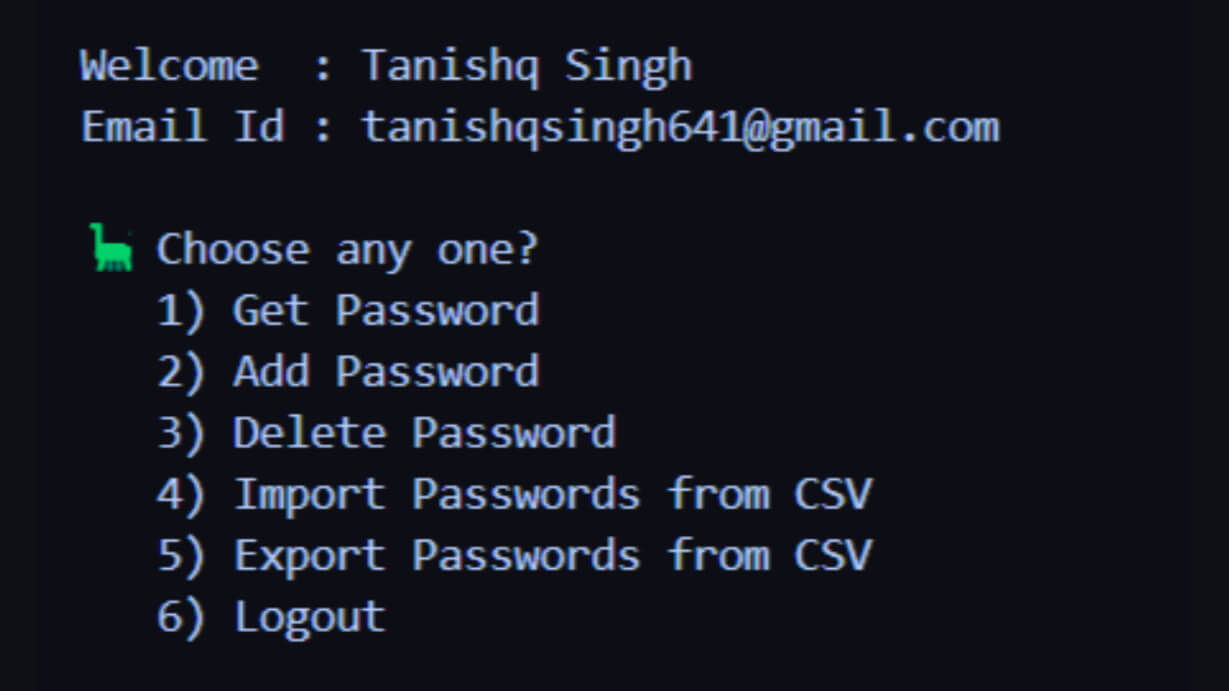 Welcome  : Tanishq Singh
Email Id : tanishqsingh641@gmail.com
Choose any one?
1) Get Password
2) Add Password
3) Delete Password
4) Import Passwords from CSV
5) Export Passwords from CSV
6) Logout